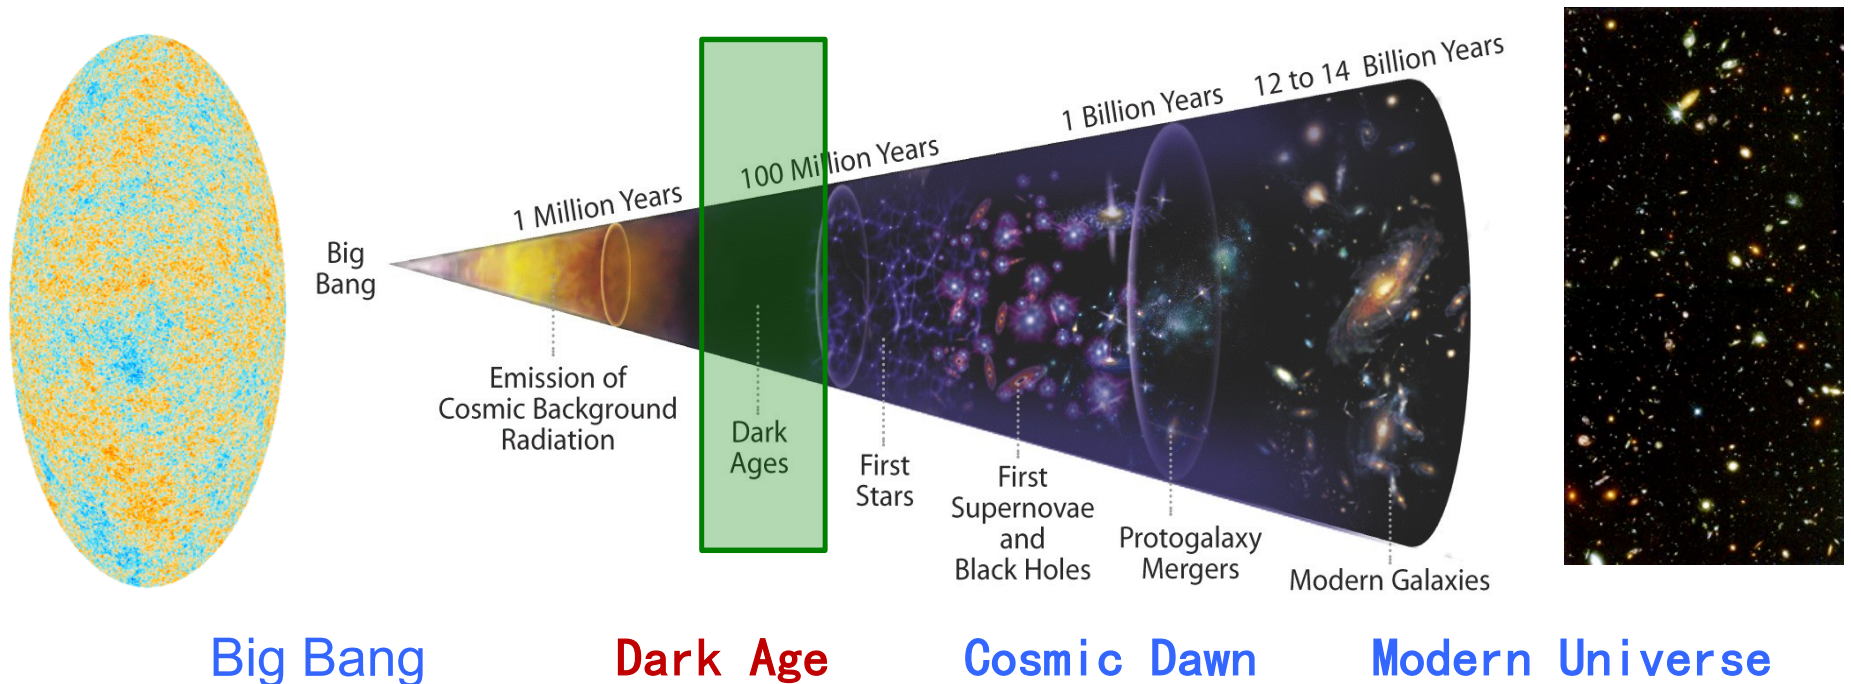 1 Million Years
100 Million Years
1 Billion Years
12 to 14 Billion Years
Big
Bang
Emission of
Cosmic Background
Radiation
Dark
Ages
First
Stars
First
Supernovae
and
Black Holes
Protogalaxy
Mergers
Modern Galaxies
Big Bang
Dark Age
Cosmic Dawn
Modern Universe